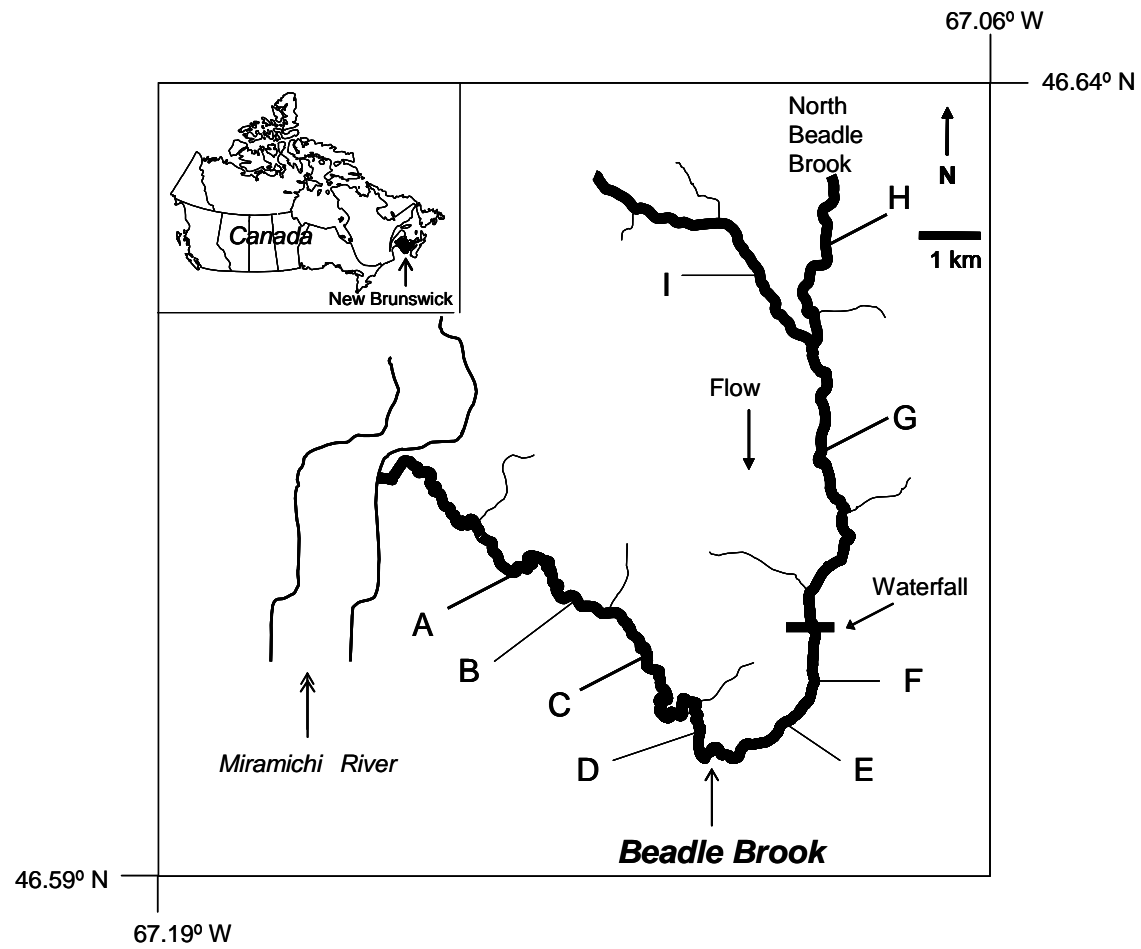 67.06º W
46.64º N
North
Beadle
Brook
N
H
Canada
1 km
I
New Brunswick
Flow
G
Waterfall
A
B
F
C
D
E
Miramichi River
Beadle Brook
46.59º N
67.19º W